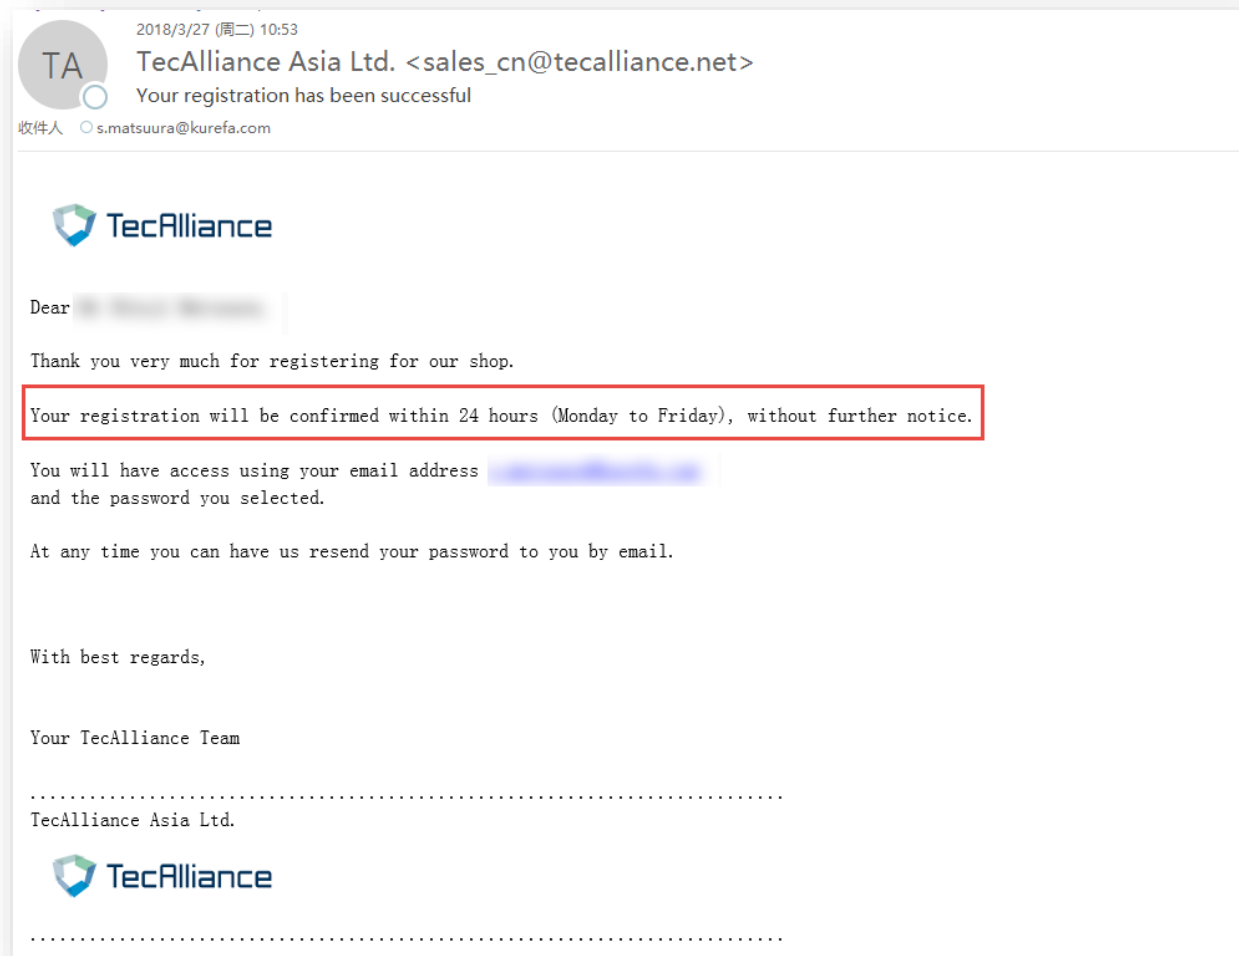 2018/3/27 (周二) 10:53
TA
TecAlliance Asia Ltd. <sales_cn@tecalliance.net>
Your registration has been successful
收件人 s.matsuura@kurefa.com
TecAlliance
Dear
Thank you very much for registering for our shop.
Your registration will be confirmed within 24 hours (Monday to Friday), without further notice.
You will have access using your email address
and the password you selected.
At any time you can have us resend your password to you by email.
With best regards,
Your TecAlliance Team
...........................................................................
TecAlliance Asia Ltd.
TecAlliance
...........................................................................